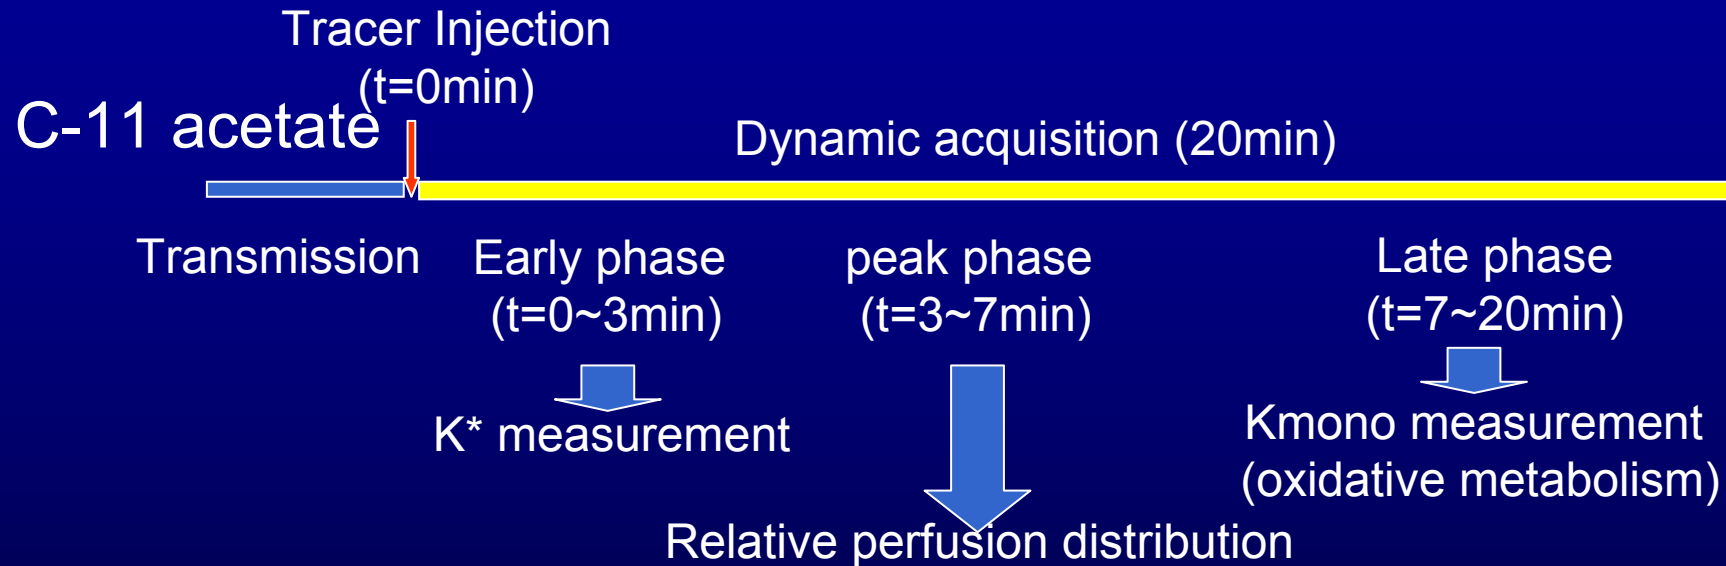 Tracer Injection
(t=0min)
C-11 acetate
Dynamic acquisition (20min)
Transmission
Early phase
(t=0~3min)
peak phase
(t=3~7min)
Late phase
(t=7~20min)
K* measurement
Kmono measurement
(oxidative metabolism)
Relative perfusion distribution